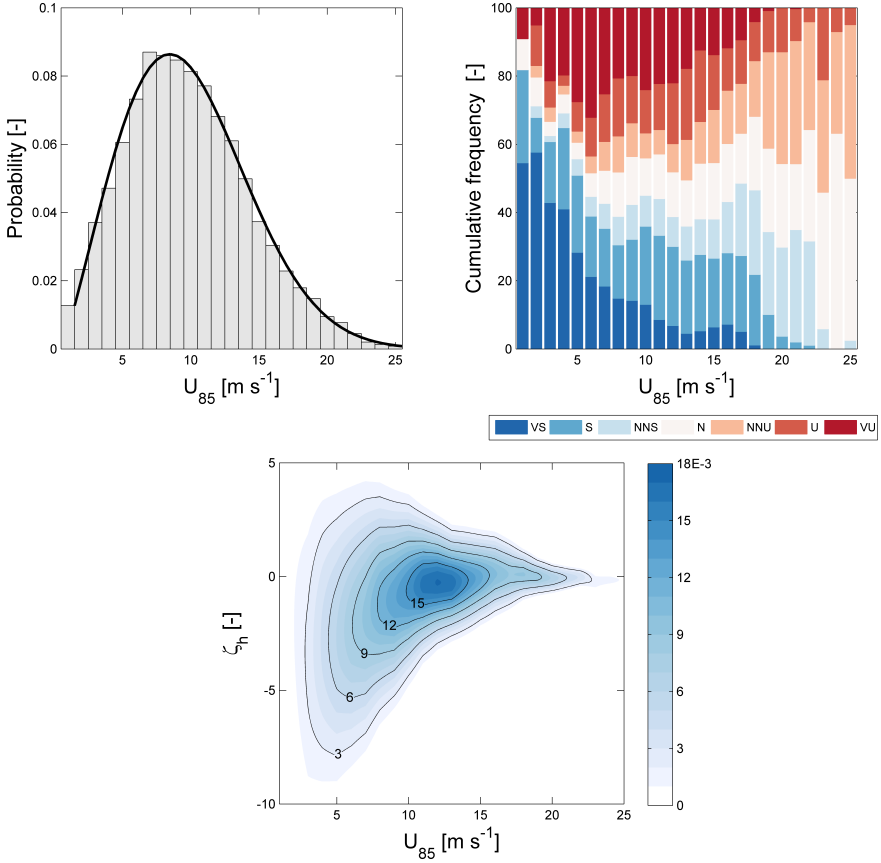 0.1
0.08
0.06
0.04
0.02
0
Probability [-]
5 10 15 20 25
U85 [m s-1]
100
80
60
40
20
0
Cumulative frequency [-]
5 10 15 20 25
U85 [m s-1]
VS S NNS N NNU U VU
5
0
-5
-10
ζh [-]
15
12
9
6
3
5 10 15 20 25
U85 [m s-1]
18E-3
15
12
9
6
3
0